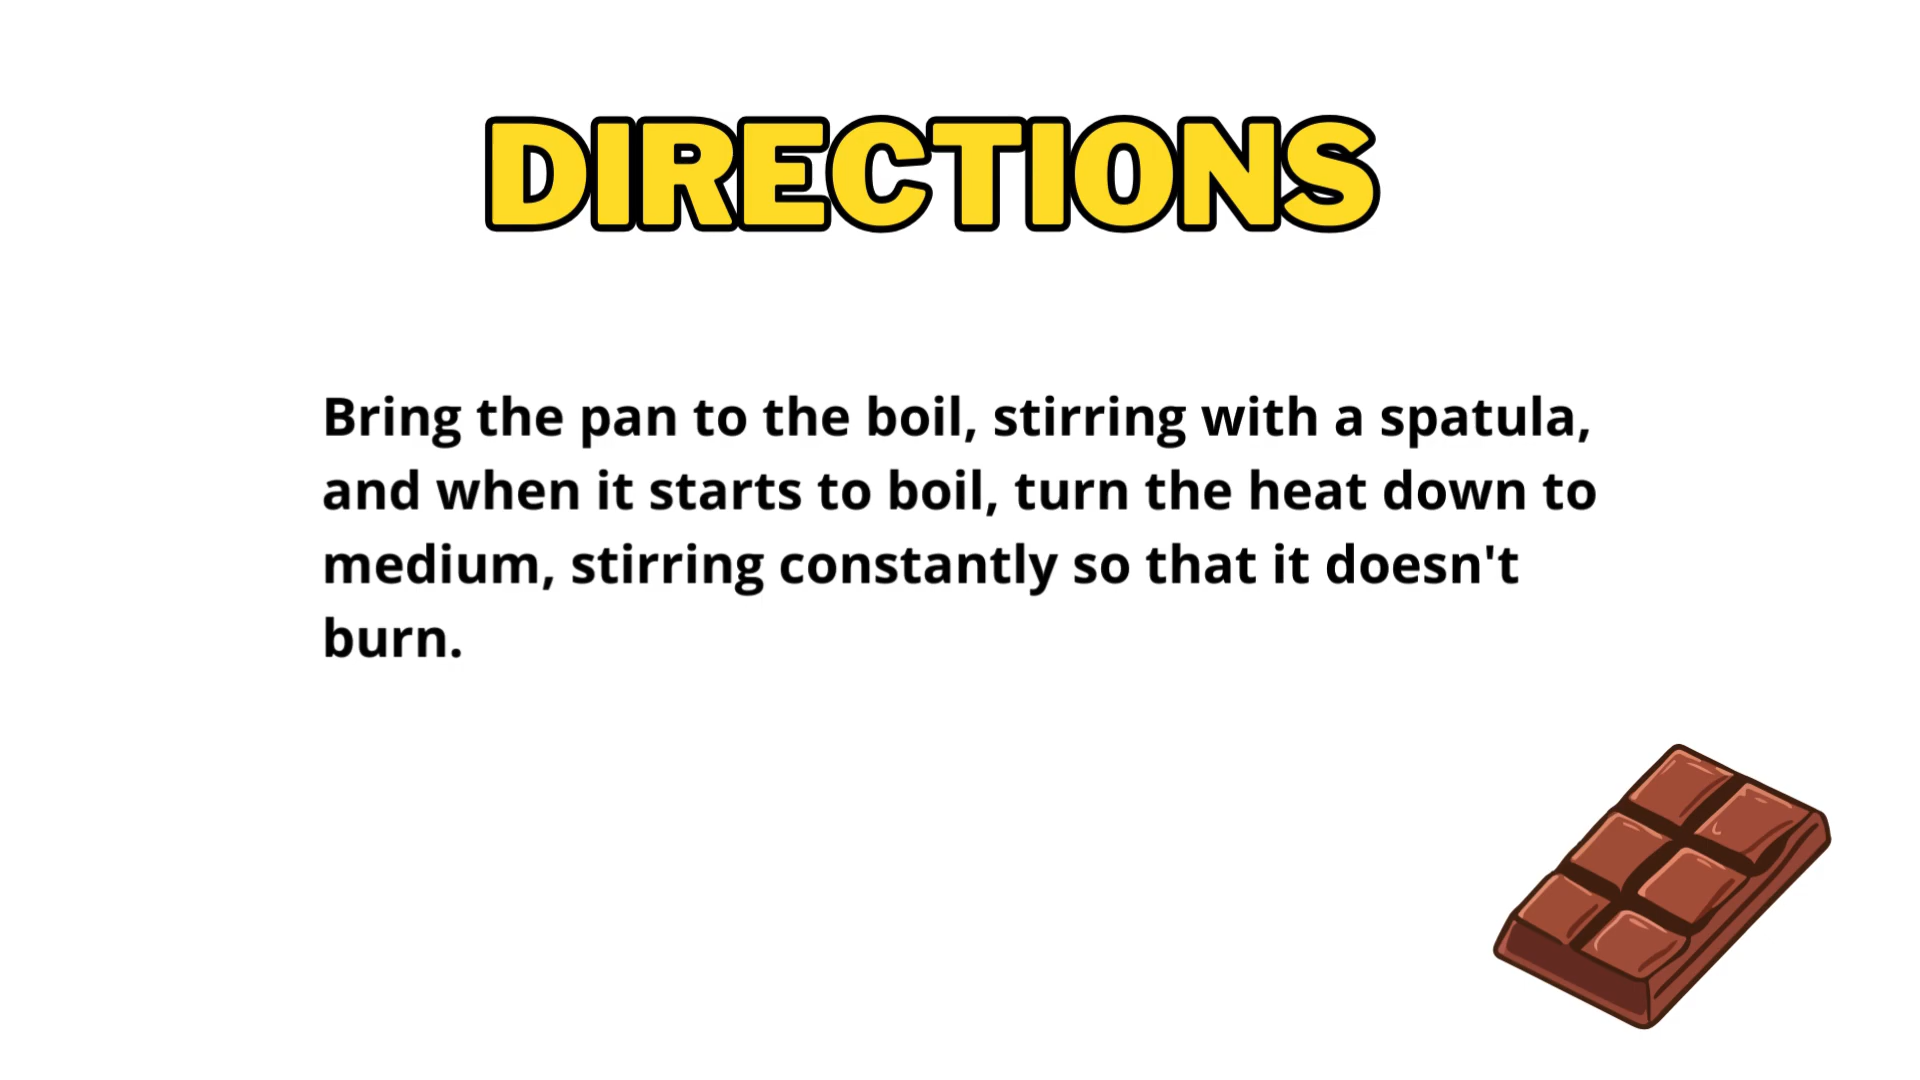 DIRECTIONS
Bring the pan to the boil, stirring with a spatula,
and when it starts to boil, turn the heat down to
medium, stirring constantly so that it doesn't
burn.